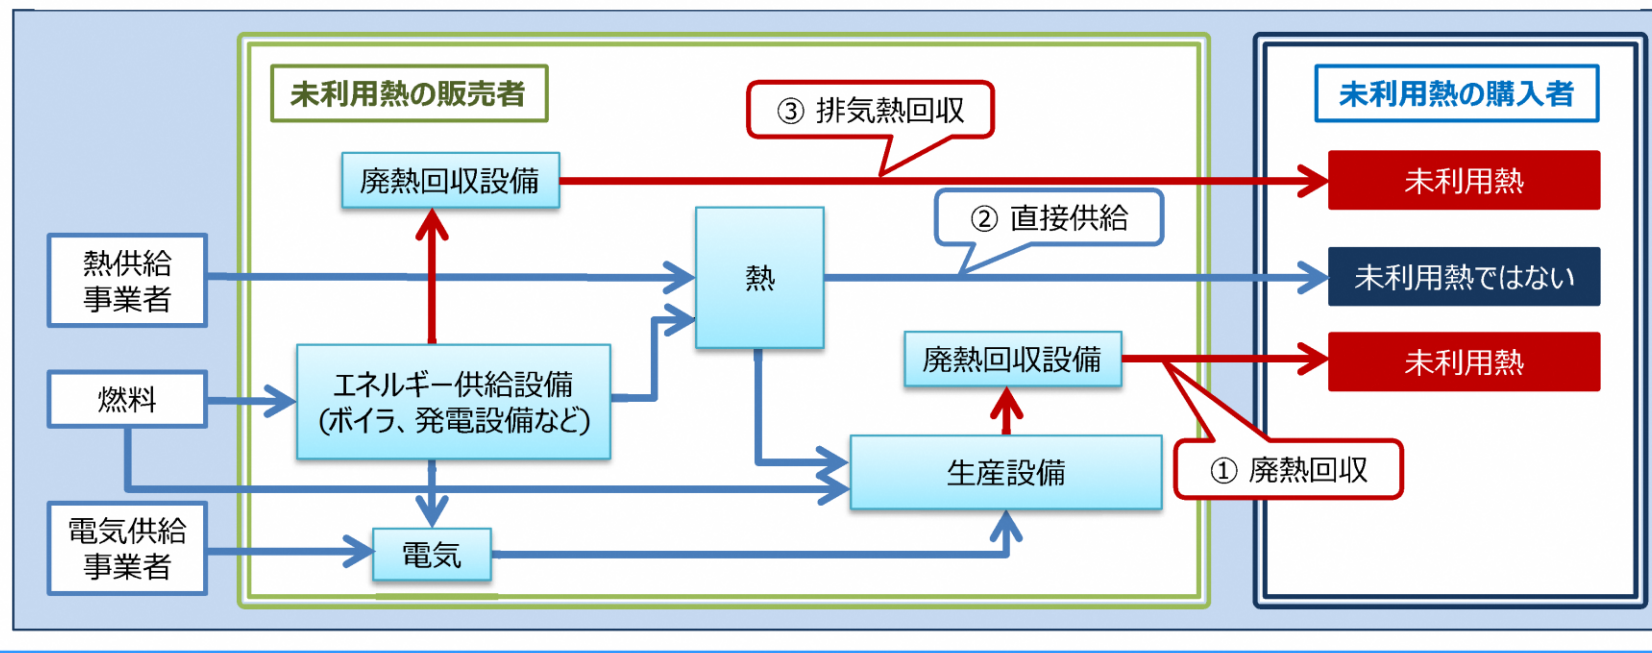 未利用熱の販売者
未利用熱の購入者
③ 排気熱回収
廃熱回収設備
未利用熱
② 直接供給
熱供給
事業者
熱
未利用熱ではない
廃熱回収設備
未利用熱
燃料
エネルギー供給設備
(ボイラ、発電設備など)
生産設備
① 廃熱回収
電気供給
事業者
電気